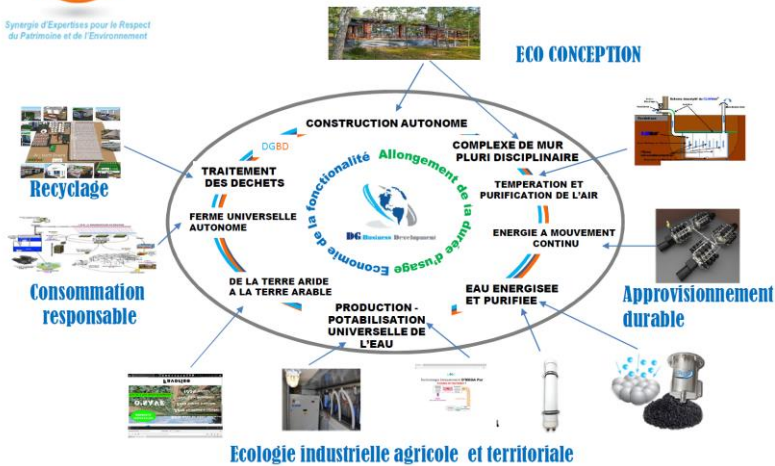 Synergie d'Expertises pour le Respect
du Patrimoine et de l'Environnement
ECO CONCEPTION
CONSTRUCTION AUTONOME
DGBD
COMPLEXE DE MUR
PLURI DISCIPLINAIRE
TRAITEMENT
DES DECHETS
Recyclage
TEMPERATION ET
PURIFICATION DE L'AIR
FERME UNIVERSELLE
AUTONOME
ENERGIE A MOUVEMENT
CONTINU
Economie de la fonctionalité
Allongement de la durée d'usage
DG Business Development
Consommation
responsable
DE LA TERRE ARIDE
A LA TERRE ARABLE
EAU ENERGISEE
ET PURIFIEE
Approvisionnement
durable
PRODUCTION -
POTABILISATION
UNIVERSELLE DE
L'EAU
Ecologie industrielle agricole et territoriale